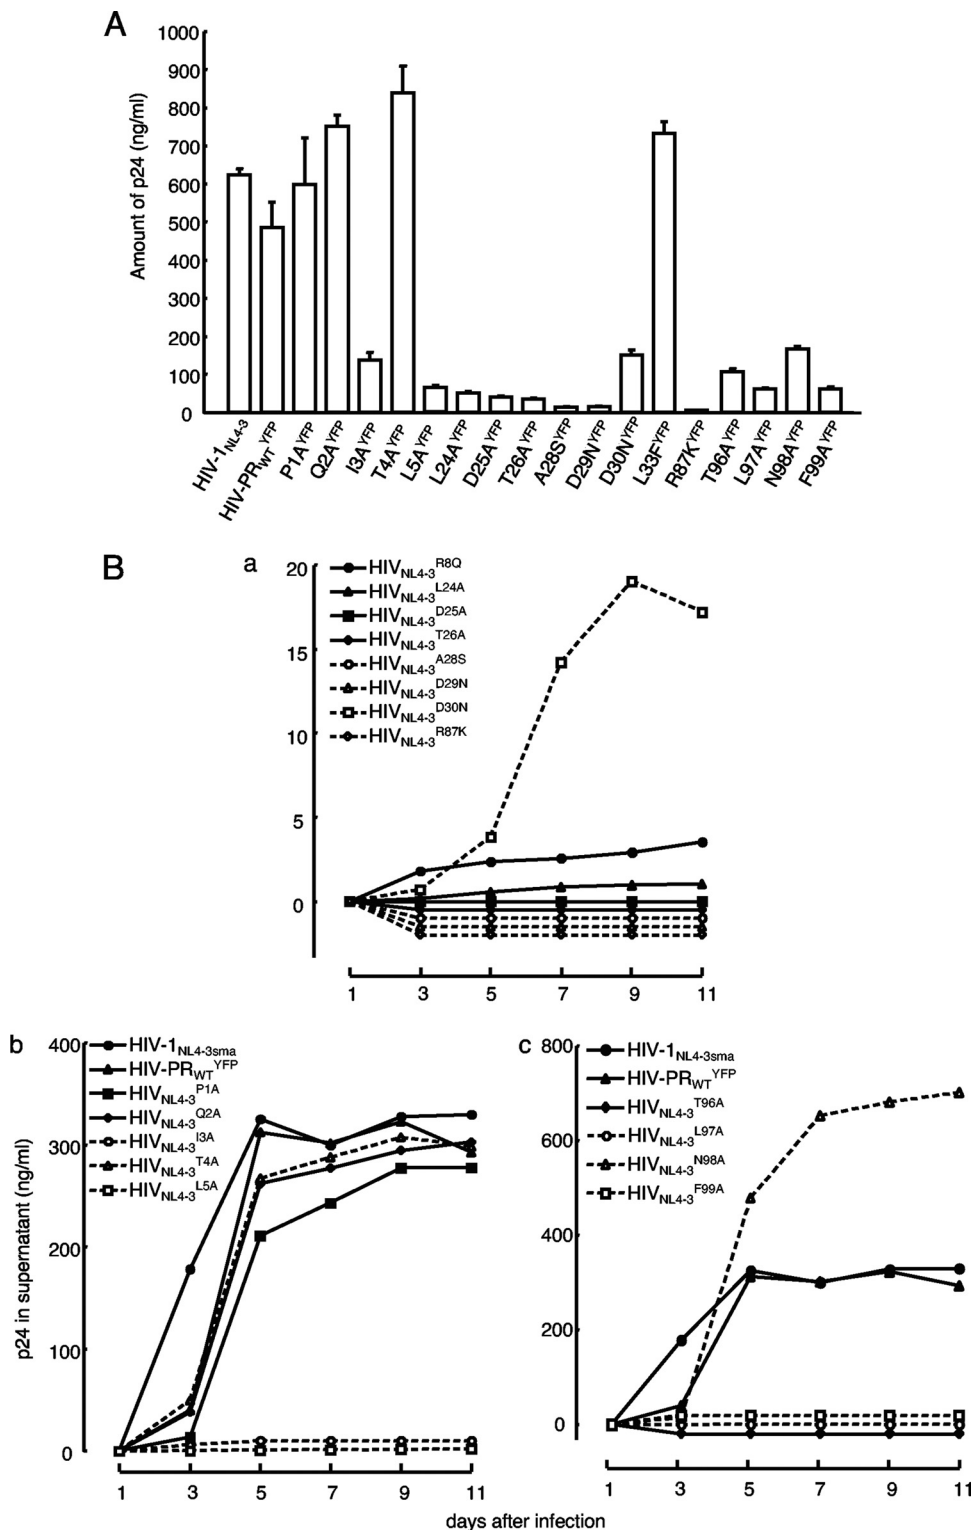 A
Amount of p24 (ng/ml)
1000
900
800
700
600
500
400
300
200
100
0
HIV-1NL4-3
HIV-PRWTYFP
P1AYFP
Q2AYFP
I3AYFP
T4AYFP
L5AYFP
L24AYFP
D25AYFP
T26AYFP
A28SYFP
D29NYFP
D30NYFP
L33FYFP
R87KYFP
T96AYFP
L97AYFP
N98AYFP
F99AYFP
B
a
20
15
10
5
0
HIVNL4-3R8Q
HIVNL4-3L24A
HIVNL4-3D25A
HIVNL4-3T26A
HIVNL4-3A28S
HIVNL4-3D29N
HIVNL4-3D30N
HIVNL4-3R87K
1 3 5 7 9 11
b
p24 in supernatant (ng/ml)
400
300
200
100
0
HIV-1NL4-3sma
HIV-PRWTYFP
HIVNL4-3P1A
HIVNL4-3Q2A
HIVNL4-3I3A
HIVNL4-3T4A
HIVNL4-3L5A
1 3 5 7 9 11
c
800
600
400
200
0
HIV-1NL4-3sma
HIV-PRWTYFP
HIVNL4-3T96A
HIVNL4-3L97A
HIVNL4-3N98A
HIVNL4-3F99A
1 3 5 7 9 11
days after infection